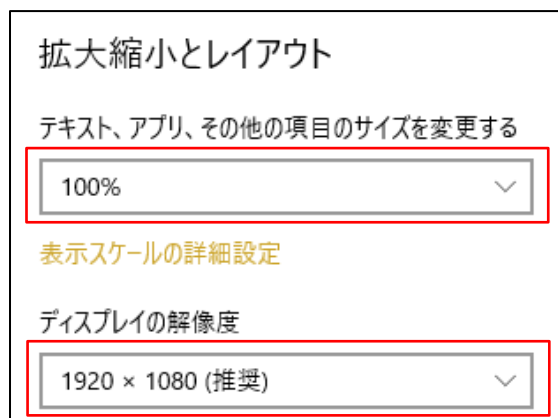 拡大縮小とレイアウト
テキスト、アプリ、その他の項目のサイズを変更する
100%
表示スケールの詳細設定
ディスプレイの解像度
1920 × 1080 (推奨)